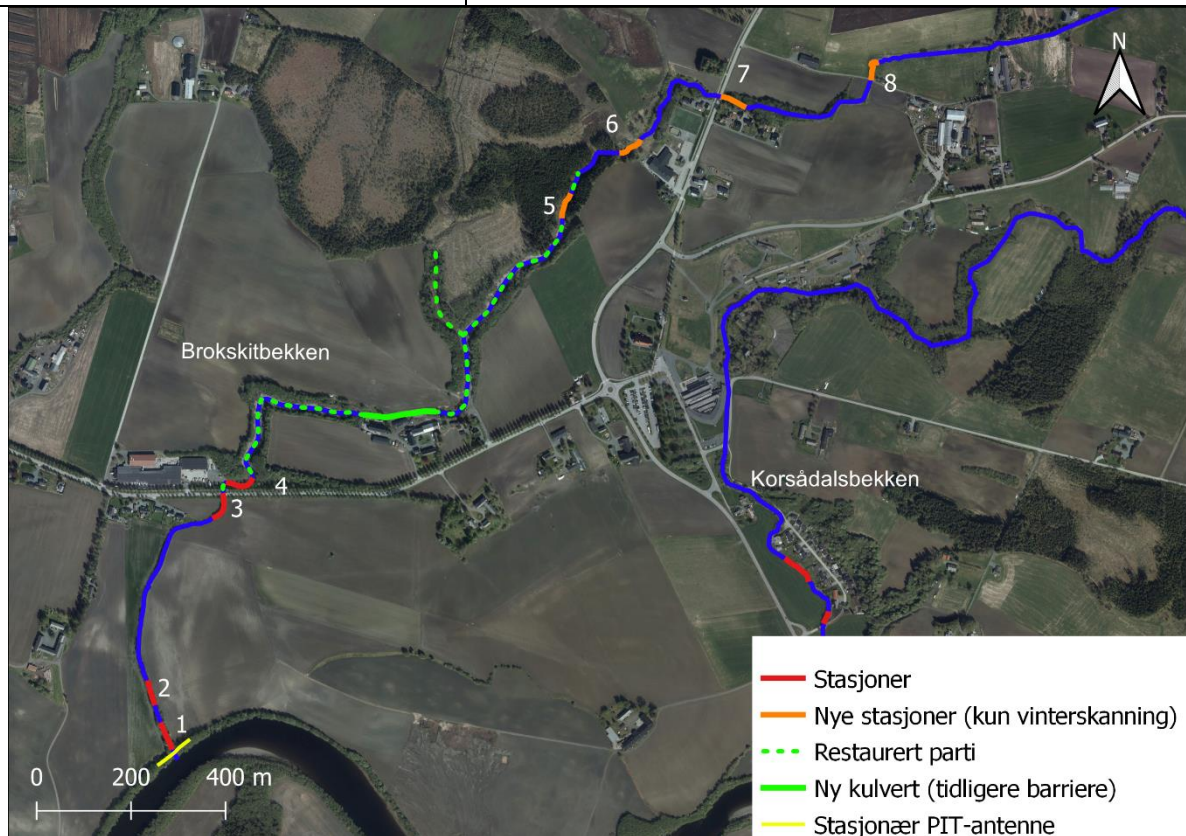 N
7
8
6
5
Brokskitbekken
Korsådalsbekken
4
3
2
1
0 200 400 m
Stasjoner
Nye stasjoner (kun vinterskanning)
Restaurert parti
Ny kulvert (tidligere barriere)
Stasjonær PIT-antenne